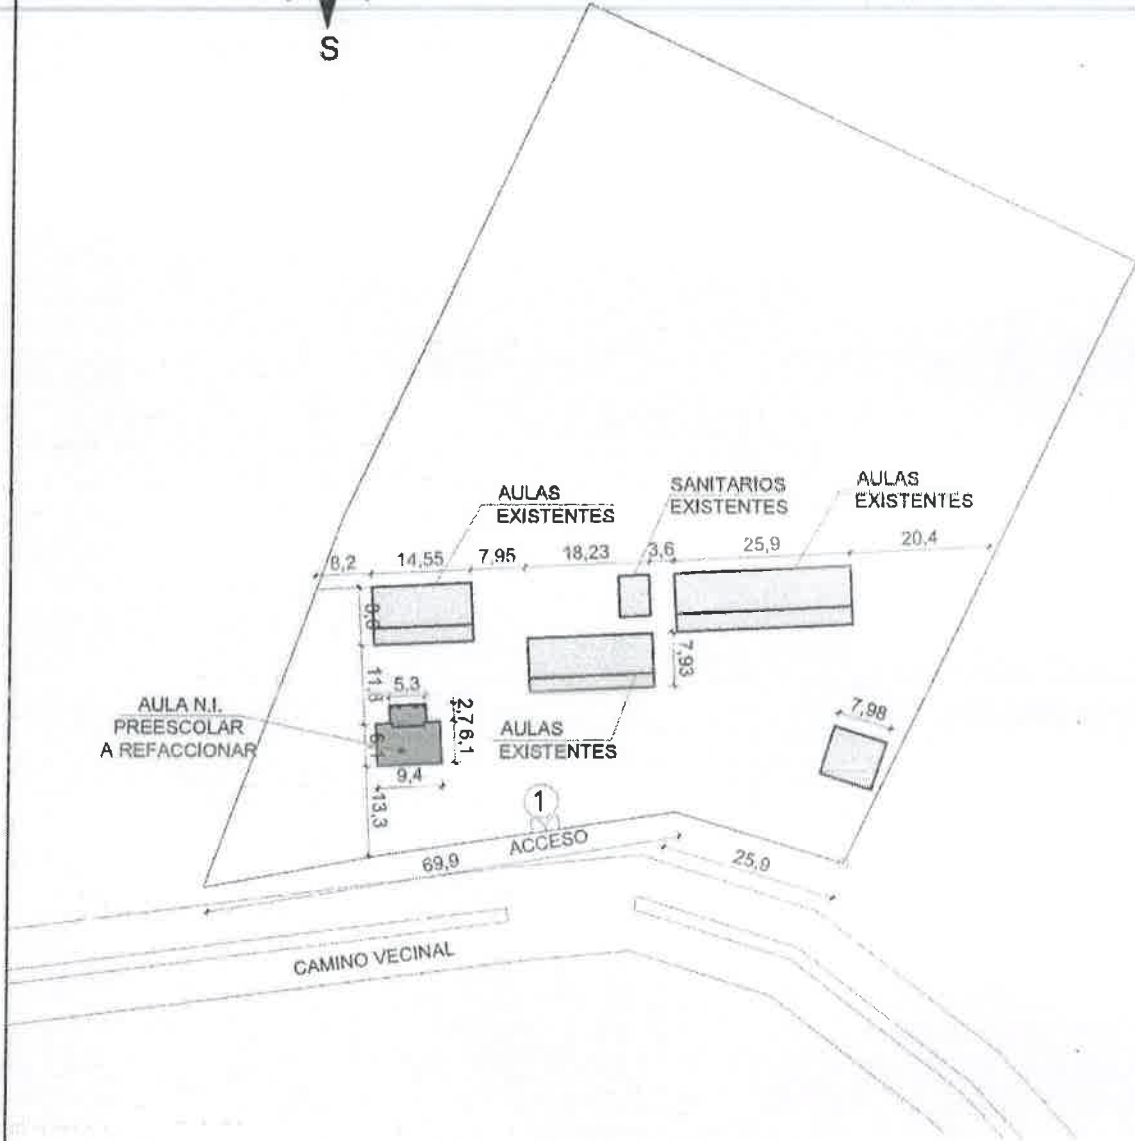 S
AULAS
EXISTENTES
SANITARIOS
EXISTENTES
AULAS
EXISTENTES
14,55
7,95
18,23
3,6
25,9
20,4
11,8
5,3
2,7
6,1
7,93
AULA N.I.
PREESCOLAR
A REFACCIONAR
6,1
9,4
AULAS
EXISTENTES
7,98
13,3
1
ACCESO
69,9
25,9
CAMINO VECINAL